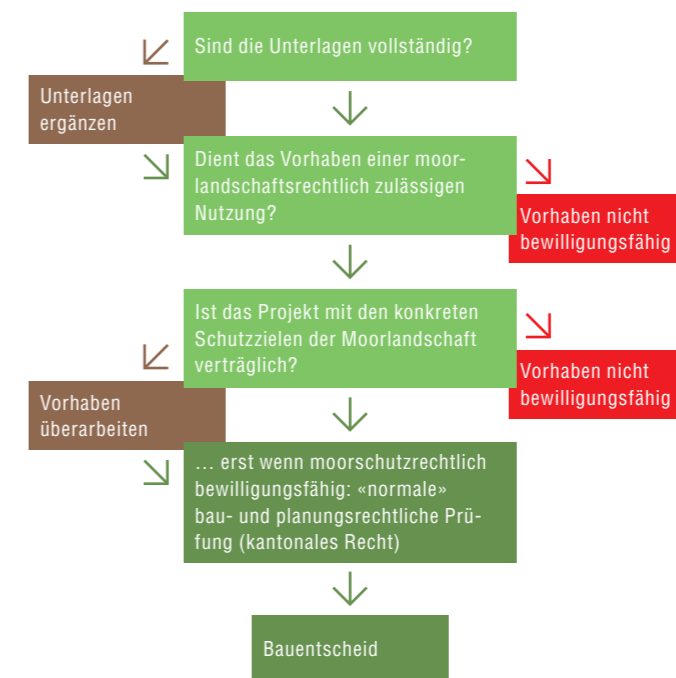 Sind die Unterlagen vollständig?
Unterlagen
ergänzen
Dient das Vorhaben einer moor-
landschaftsrechtlich zulässigen
Nutzung?
Vorhaben nicht
bewilligungsfähig
Ist das Projekt mit den konkreten
Schutzzielen der Moorlandschaft
verträglich?
Vorhaben nicht
bewilligungsfähig
Vorhaben
überarbeiten
... erst wenn moorschutzrechtlich
bewilligungsfähig: «normale»
bau- und planungsrechtliche Prü-
fung (kantonales Recht)
Bauentscheid